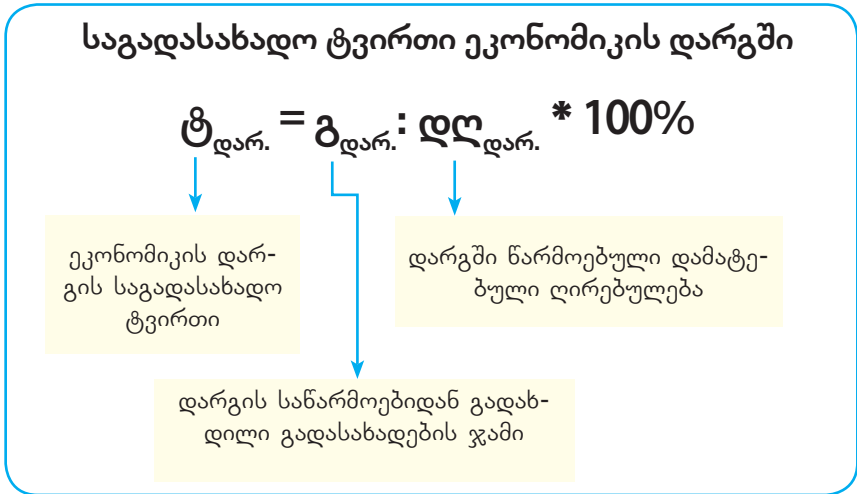 საგადასახადო ტვირთი ეკონომიკის დარგში
ტდარ. = გდარ. : დღდარ. * 100%
ეკონომიკის დარ-
გის საგადასახადო
ტვირთი
დარგში წარმოებული დამატე-
ბული ღირებულება
დარგის საწარმოებიდან გადახ-
დილი გადასახადების ჯამი